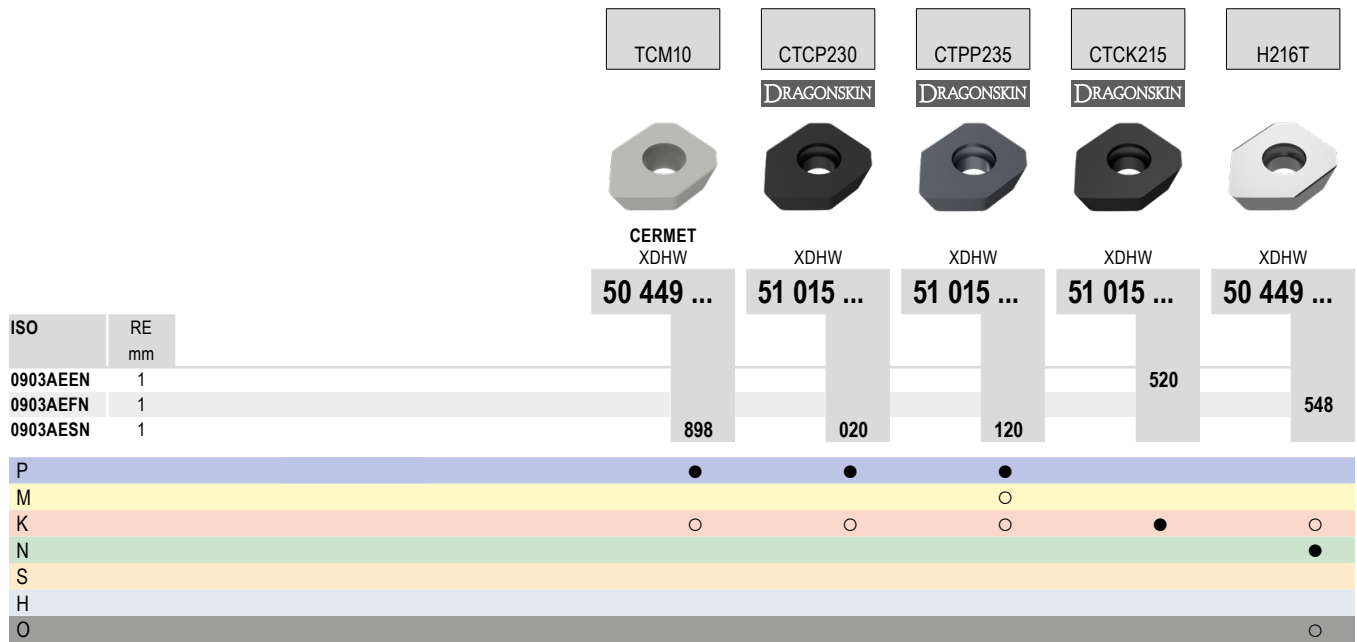 TCM10 CTCP230 CTPP235 CTCK215 H216T
DRAGONSKIN DRAGONSKIN DRAGONSKIN
CERMET
XDHW XDHW XDHW XDHW XDHW
50 449 ... 51 015 ... 51 015 ... 51 015 ... 50 449 ...
ISO RE
mm
0903AEEN 1 520
0903AEFN 1 548
0903AESN 1 898 020 120
P ● ● ●
M ○
K ○ ○ ○ ● ○
N ●
S
H
O ○